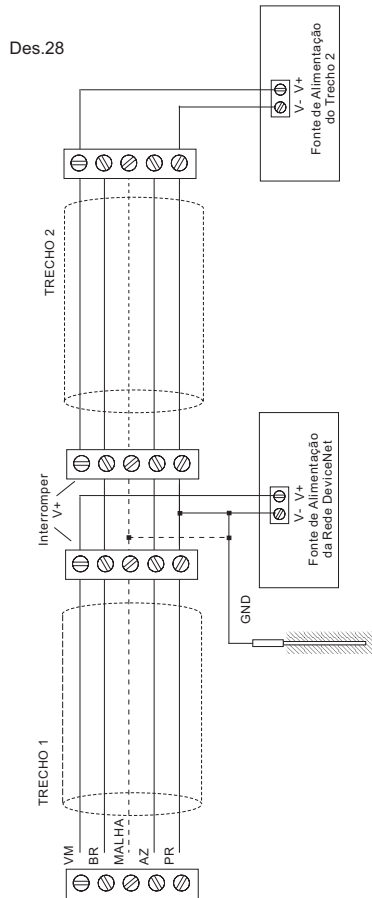 Des.28
V- V+
Fonte de Alimentação
do Trecho 2
TRECHO 2
Interromper
V+
V- V+
Fonte de Alimentação
da Rede DeviceNet
GND
TRECHO 1
VM
BR
MALHA
AZ
PR